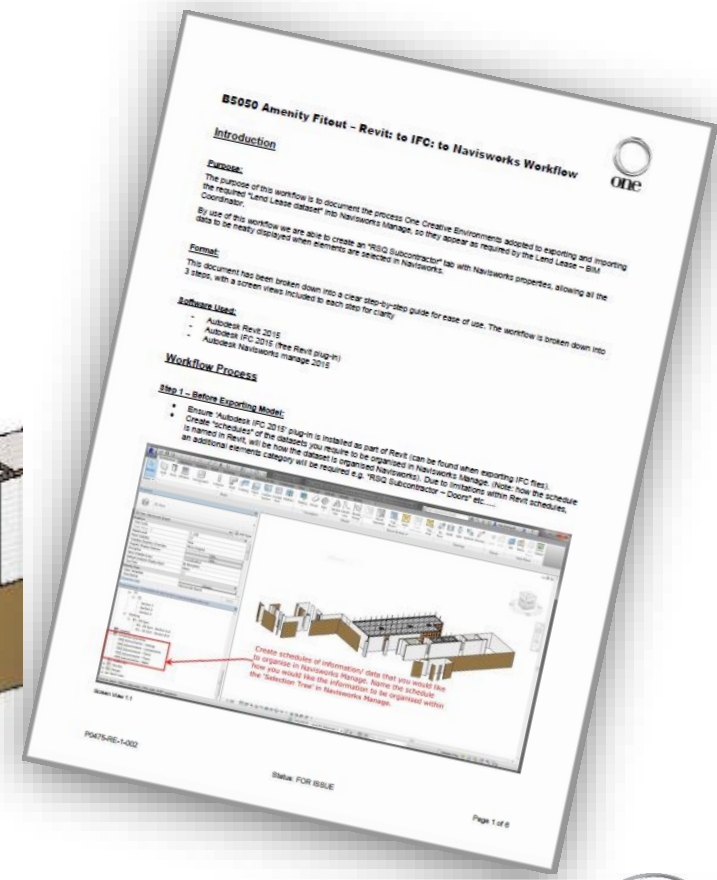 B5050 Amenity Fitout – Revit: to IFC: to Navisworks Workflow
one
Introduction
Purpose:
The purpose of this workflow is to document the process One Creative Environments adopted to exporting and importing
the required "Lend Lease dataset" into Navisworks Manage, so they appear as required by the Lend Lease – BIM
Coordinator.
By use of this workflow we are able to create an "RSQ Subcontractor" tab with Navisworks properties, allowing all the
data to be neatly displayed when elements are selected in Navisworks.
Format:
This document has been broken down into a clear step-by-step guide for ease of use. The workflow is broken down into
3 steps, with a screen views included to each step for clarity
Software Used:
- Autodesk Revit 2015
- Autodesk IFC 2015 (free Revit plug-in)
- Autodesk Navisworks manage 2015
Workflow Process
Step 1 – Before Exporting Model:
• Ensure 'Autodesk IFC 2015' plug-in is installed as part of Revit (can be found when exporting IFC files).
• Create "schedules" of the datasets you require to be organised in Navisworks Manage. (Note: how the schedule
is named in Revit, will be how the dataset is organised Navisworks). Due to limitations within Revit schedules,
an additional elements category will be required e.g. "RSQ Subcontractor – Doors" etc.....
Create schedules of information/ data that you would like
to organise in Navisworks Manage. Name the schedule
how you would like the information to be organised within
the 'Selection Tree' in Navisworks Manage.
Screen View 1.1
P0475-RE-1-002
Status: FOR ISSUE
Page 1 of 6